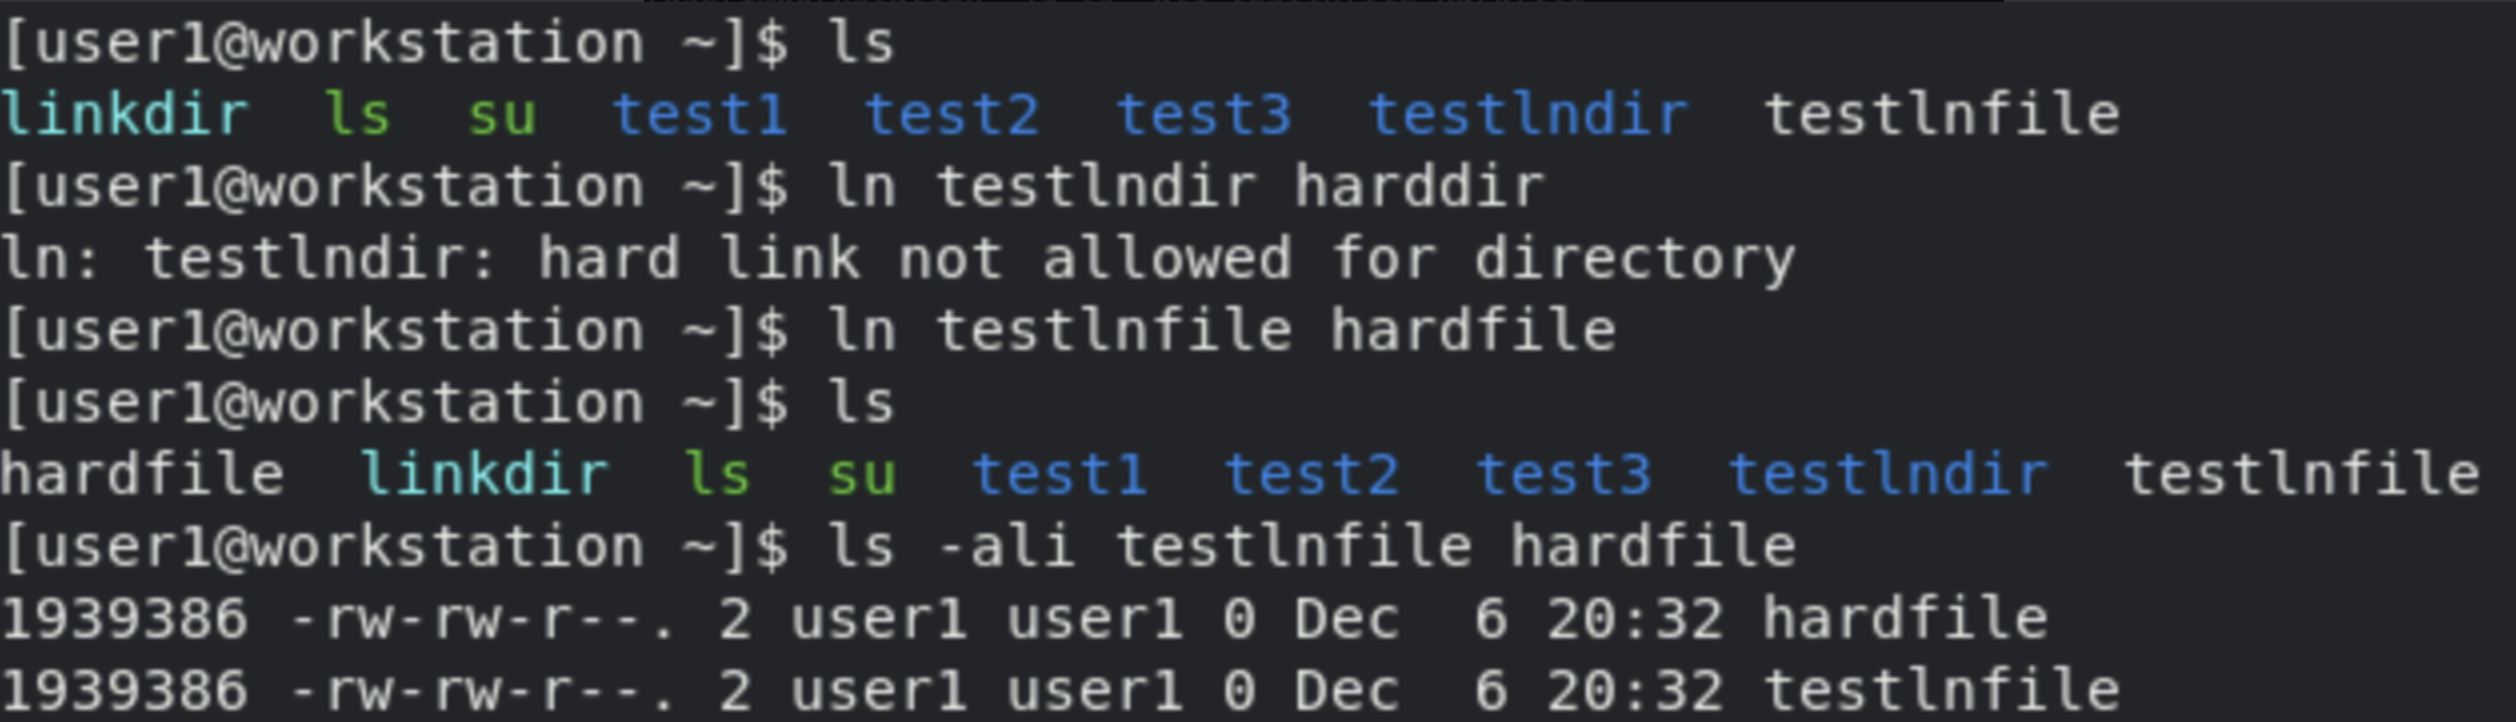 [user1@workstation ~]$ ls
linkdir  ls  su  test1  test2  test3  testlndir  testlnfile
[user1@workstation ~]$ ln testlndir harddir
ln: testlndir: hard link not allowed for directory
[user1@workstation ~]$ ln testlnfile hardfile
[user1@workstation ~]$ ls
hardfile  linkdir  ls  su  test1  test2  test3  testlndir  testlnfile
[user1@workstation ~]$ ls -ali testlnfile hardfile
1939386 -rw-rw-r--. 2 user1 user1 0 Dec  6 20:32 hardfile
1939386 -rw-rw-r--. 2 user1 user1 0 Dec  6 20:32 testlnfile